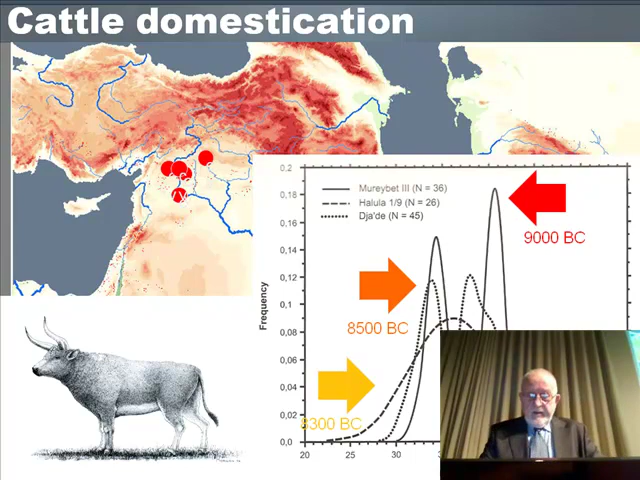 Cattle domestication
0,2
0,18
0,16
0,14
0,12
0,1
0,08
0,06
0,04
0,02
0,0
Frequency
20
25
30
Mureybet III (N = 36)
Halula 1/9 (N = 26)
Dja'de (N = 45)
9000 BC
8500 BC
8300 BC